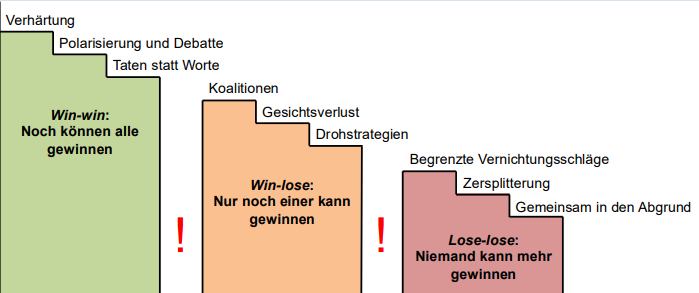 Verhärtung
Polarisierung und Debatte
Taten statt Worte
Win-win:
Noch können alle
gewinnen
!
Koalitionen
Gesichtsverlust
Drohstrategien
Win-lose:
Nur noch einer kann
gewinnen
!
Begrenzte Vernichtungsschläge
Zersplitterung
Gemeinsam in den Abgrund
Lose-lose:
Niemand kann mehr
gewinnen